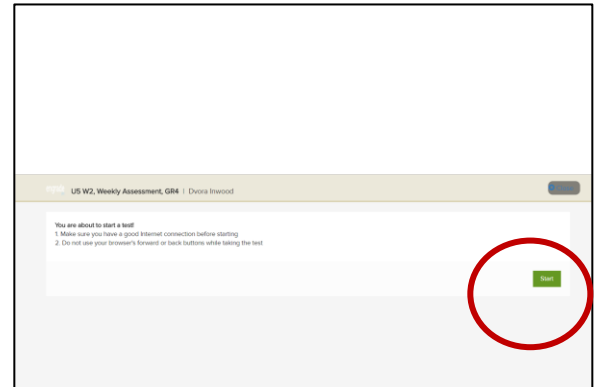 US W2, Weekly Assessment, GR4 | Dvora Inwood
You are about to start a test!
1. Make sure you have a good Internet connection before starting
2. Do not use your browser's forward or back buttons while taking the test
Start